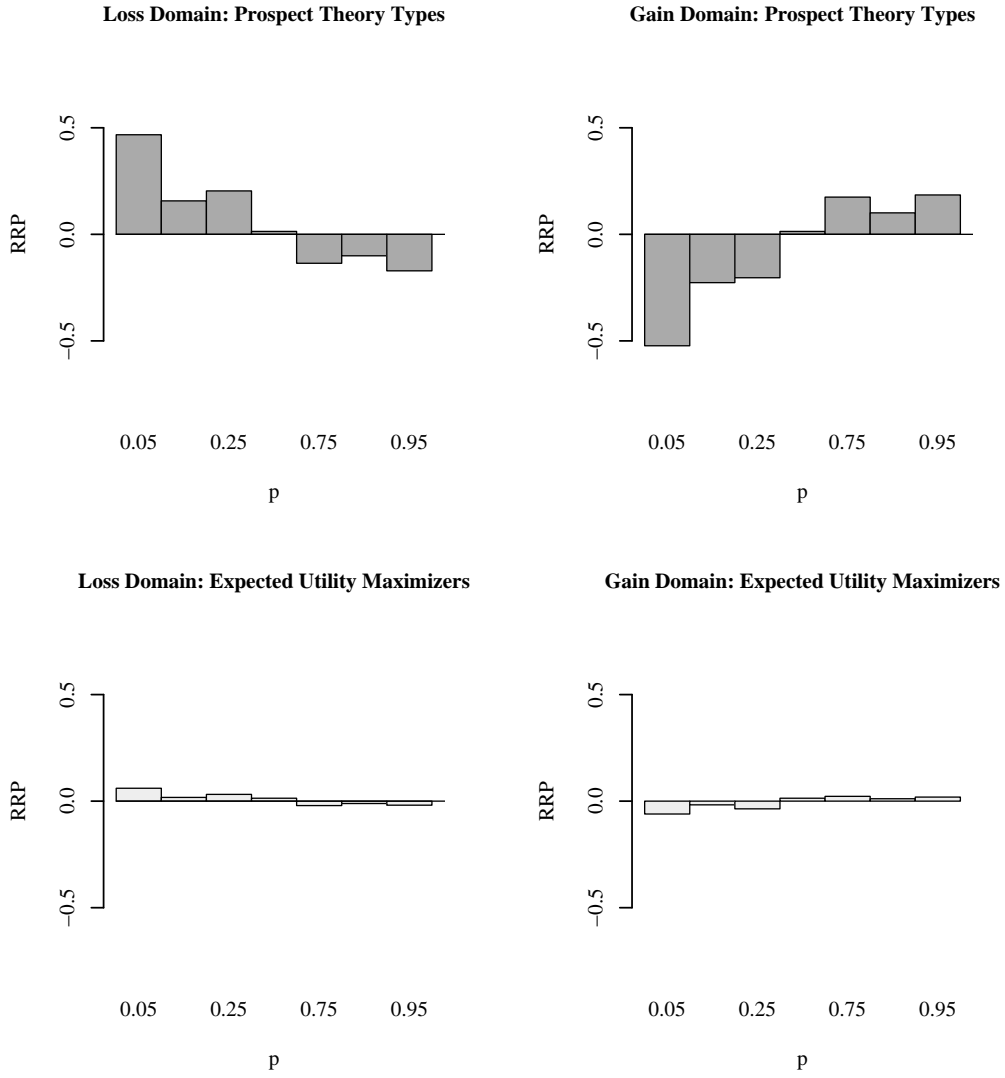 Loss Domain: Prospect Theory Types
RRP
0.5
0.0
−0.5
0.05 0.25 0.75 0.95
p
Gain Domain: Prospect Theory Types
RRP
0.5
0.0
−0.5
0.05 0.25 0.75 0.95
p
Loss Domain: Expected Utility Maximizers
RRP
0.5
0.0
−0.5
0.05 0.25 0.75 0.95
p
Gain Domain: Expected Utility Maximizers
RRP
0.5
0.0
−0.5
0.05 0.25 0.75 0.95
p